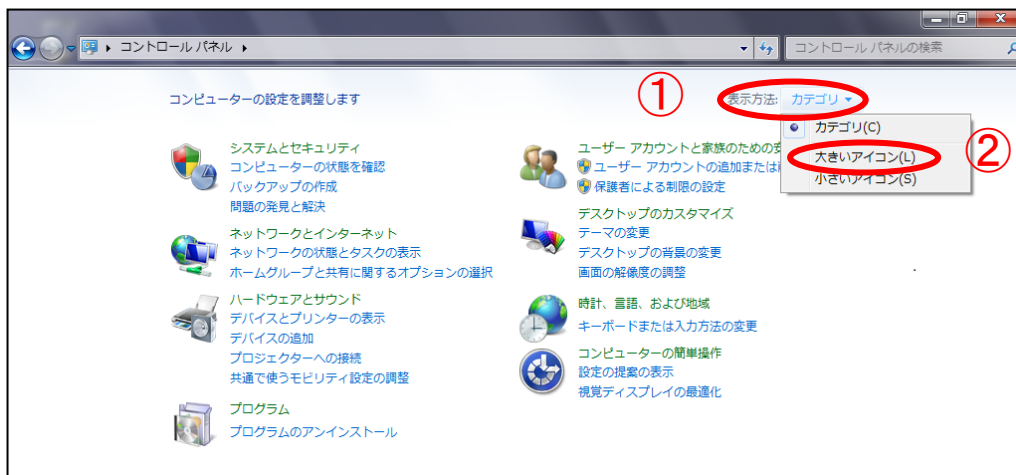 コントロール パネル
コントロール パネルの検索
コンピューターの設定を調整します
①
表示方法: カテゴリ
カテゴリ(C)
大きいアイコン(L)
②
小さいアイコン(S)
システムとセキュリティ
コンピューターの状態を確認
バックアップの作成
問題の発見と解決
ネットワークとインターネット
ネットワークの状態とタスクの表示
ホームグループと共有に関するオプションの選択
ハードウェアとサウンド
デバイスとプリンターの表示
デバイスの追加
プロジェクターへの接続
共通で使うモビリティ設定の調整
プログラム
プログラムのアンインストール
ユーザー アカウントと家族のための
ユーザー アカウントの追加または
保護者による制限の設定
デスクトップのカスタマイズ
テーマの変更
デスクトップの背景の変更
画面の解像度の調整
時計、言語、および地域
キーボードまたは入力方法の変更
コンピューターの簡単操作
設定の提案の表示
視覚ディスプレイの最適化